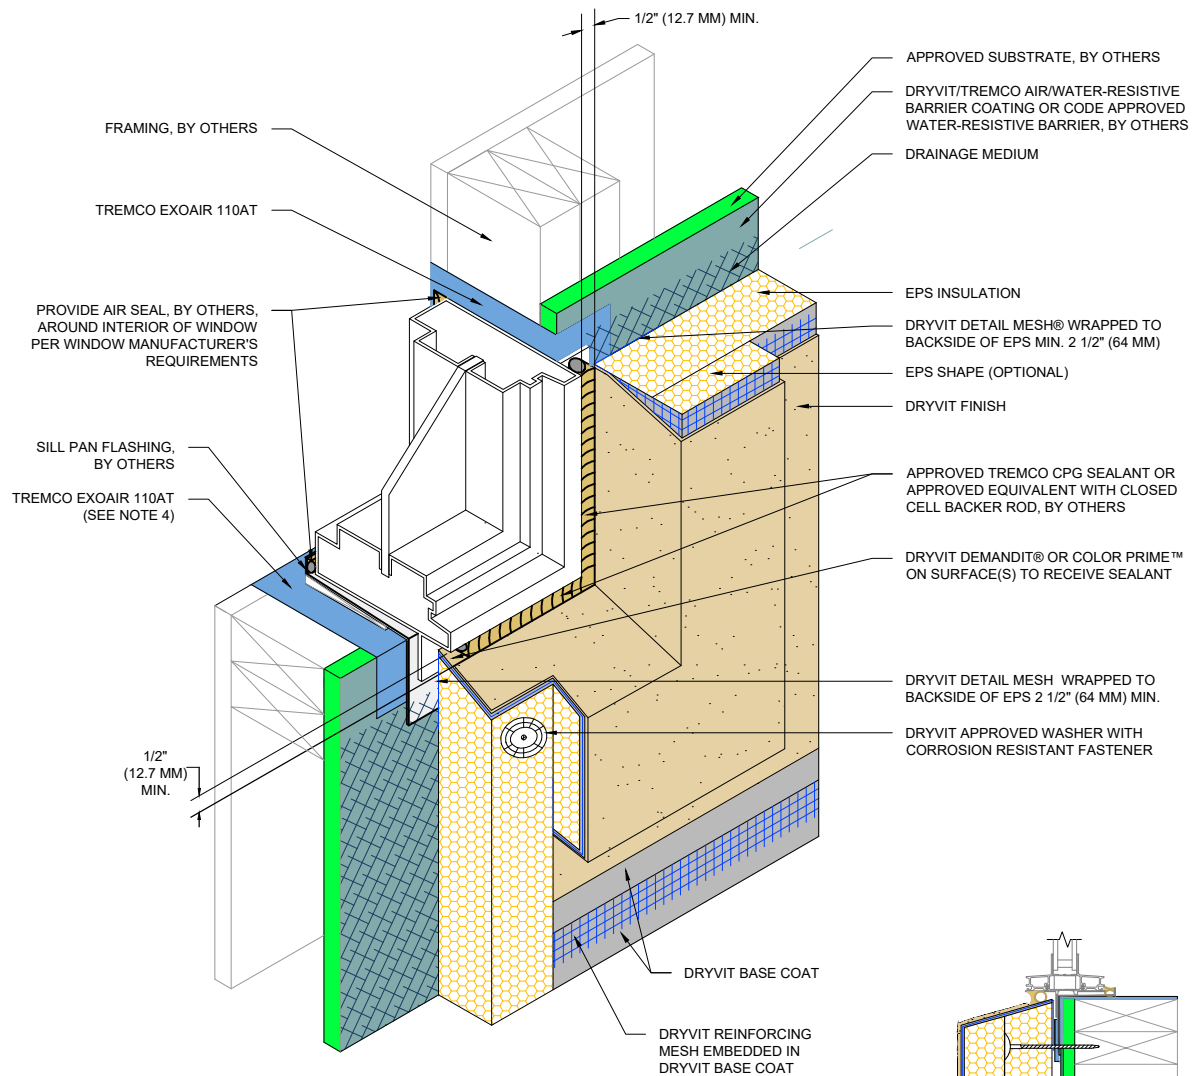 1/2" (12.7 MM) MIN.
FRAMING, BY OTHERS
TREMCO EXOAIR 110AT
PROVIDE AIR SEAL, BY OTHERS,
AROUND INTERIOR OF WINDOW
PER WINDOW MANUFACTURER'S
REQUIREMENTS
SILL PAN FLASHING,
BY OTHERS
TREMCO EXOAIR 110AT
(SEE NOTE 4)
1/2"
(12.7 MM)
MIN.
APPROVED SUBSTRATE, BY OTHERS
DRYVIT/TREMCO AIR/WATER-RESISTIVE
BARRIER COATING OR CODE APPROVED
WATER-RESISTIVE BARRIER, BY OTHERS
DRAINAGE MEDIUM
EPS INSULATION
DRYVIT DETAIL MESH® WRAPPED TO
BACKSIDE OF EPS MIN. 2 1/2" (64 MM)
EPS SHAPE (OPTIONAL)
DRYVIT FINISH
APPROVED TREMCO CPG SEALANT OR
APPROVED EQUIVALENT WITH CLOSED
CELL BACKER ROD, BY OTHERS
DRYVIT DEMANDIT® OR COLOR PRIME™
ON SURFACE(S) TO RECEIVE SEALANT
DRYVIT DETAIL MESH WRAPPED TO
BACKSIDE OF EPS 2 1/2" (64 MM) MIN.
DRYVIT APPROVED WASHER WITH
CORROSION RESISTANT FASTENER
DRYVIT BASE COAT
DRYVIT REINFORCING
MESH EMBEDDED IN
DRYVIT BASE COAT